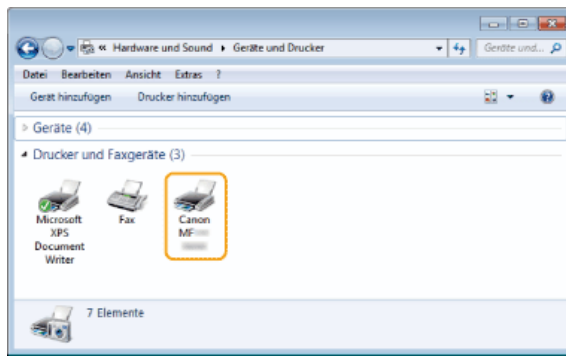 « Hardware und Sound ▸ Geräte und Drucker
Geräte und...
Datei Bearbeiten Ansicht Extras ?
Gerät hinzufügen Drucker hinzufügen
Geräte (4)
Drucker und Faxgeräte (3)
Microsoft
XPS
Document
Writer
Fax
Canon
MF
7 Elemente